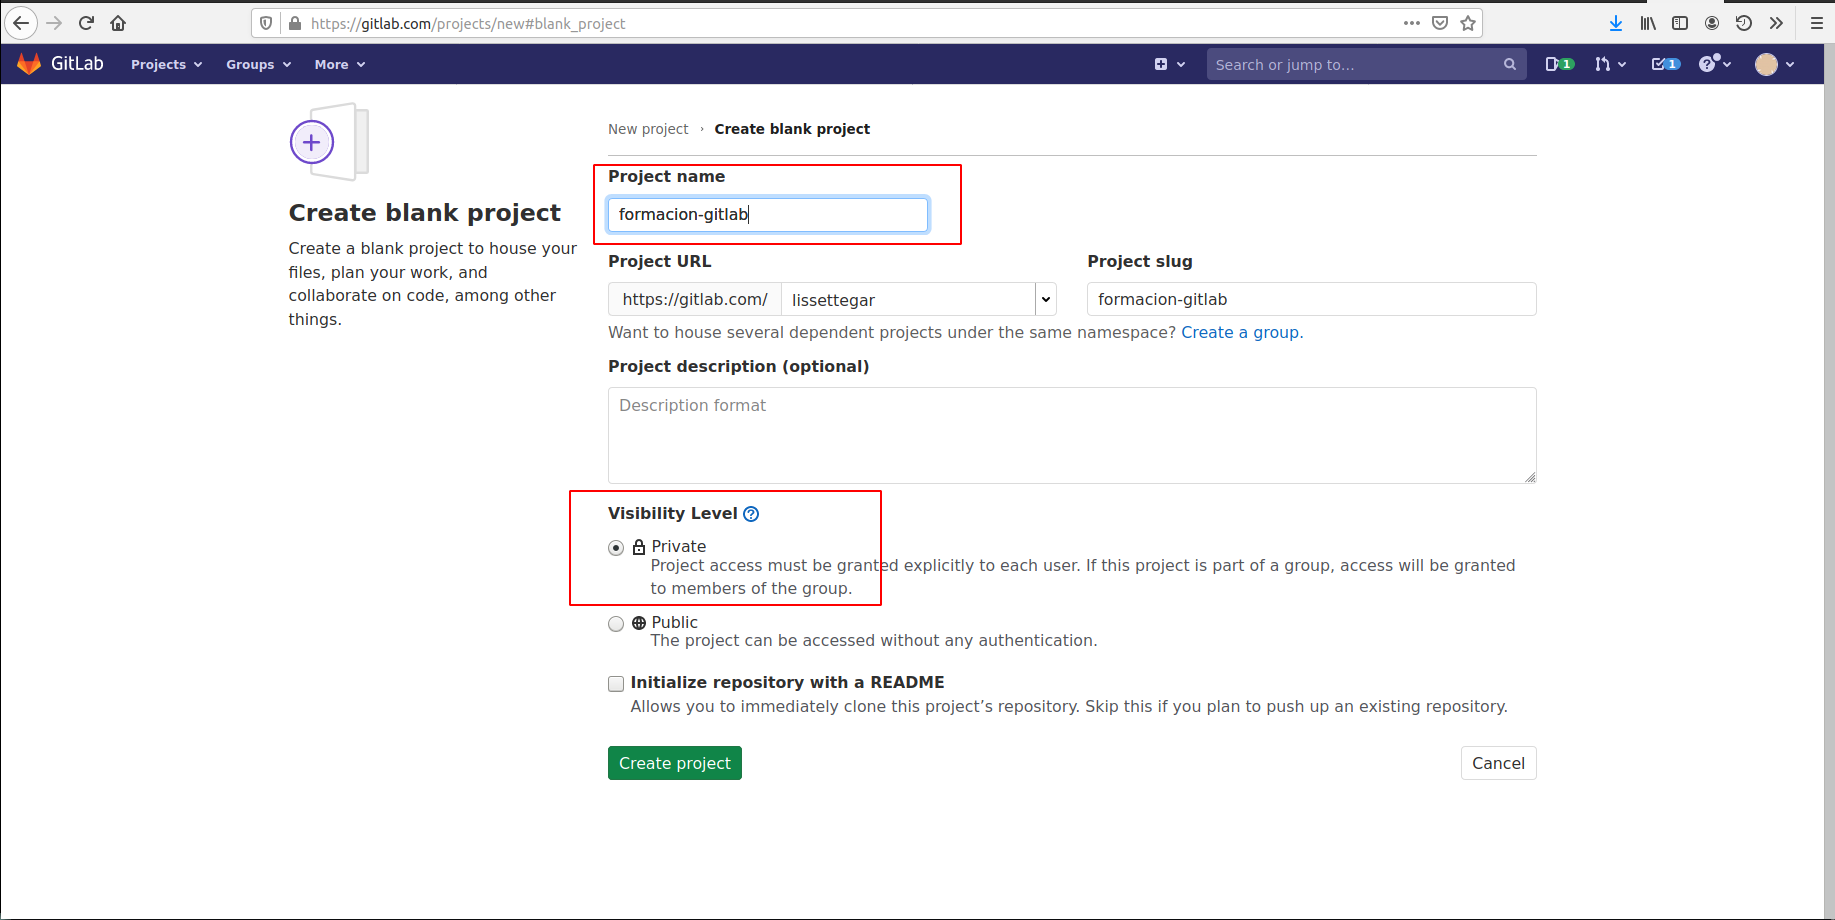 https://gitlab.com/projects/new#blank_project
GitLab Projects Groups More Search or jump to... 1 1
New project › Create blank project
Create blank project
Create a blank project to house your
files, plan your work, and
collaborate on code, among other
things.
Project name
formacion-gitlab
Project URL Project slug
https://gitlab.com/ lissettegar formacion-gitlab
Want to house several dependent projects under the same namespace? Create a group.
Project description (optional)
Description format
Visibility Level
Private
Project access must be granted explicitly to each user. If this project is part of a group, access will be granted
to members of the group.
Public
The project can be accessed without any authentication.
Initialize repository with a README
Allows you to immediately clone this project’s repository. Skip this if you plan to push up an existing repository.
Create project Cancel